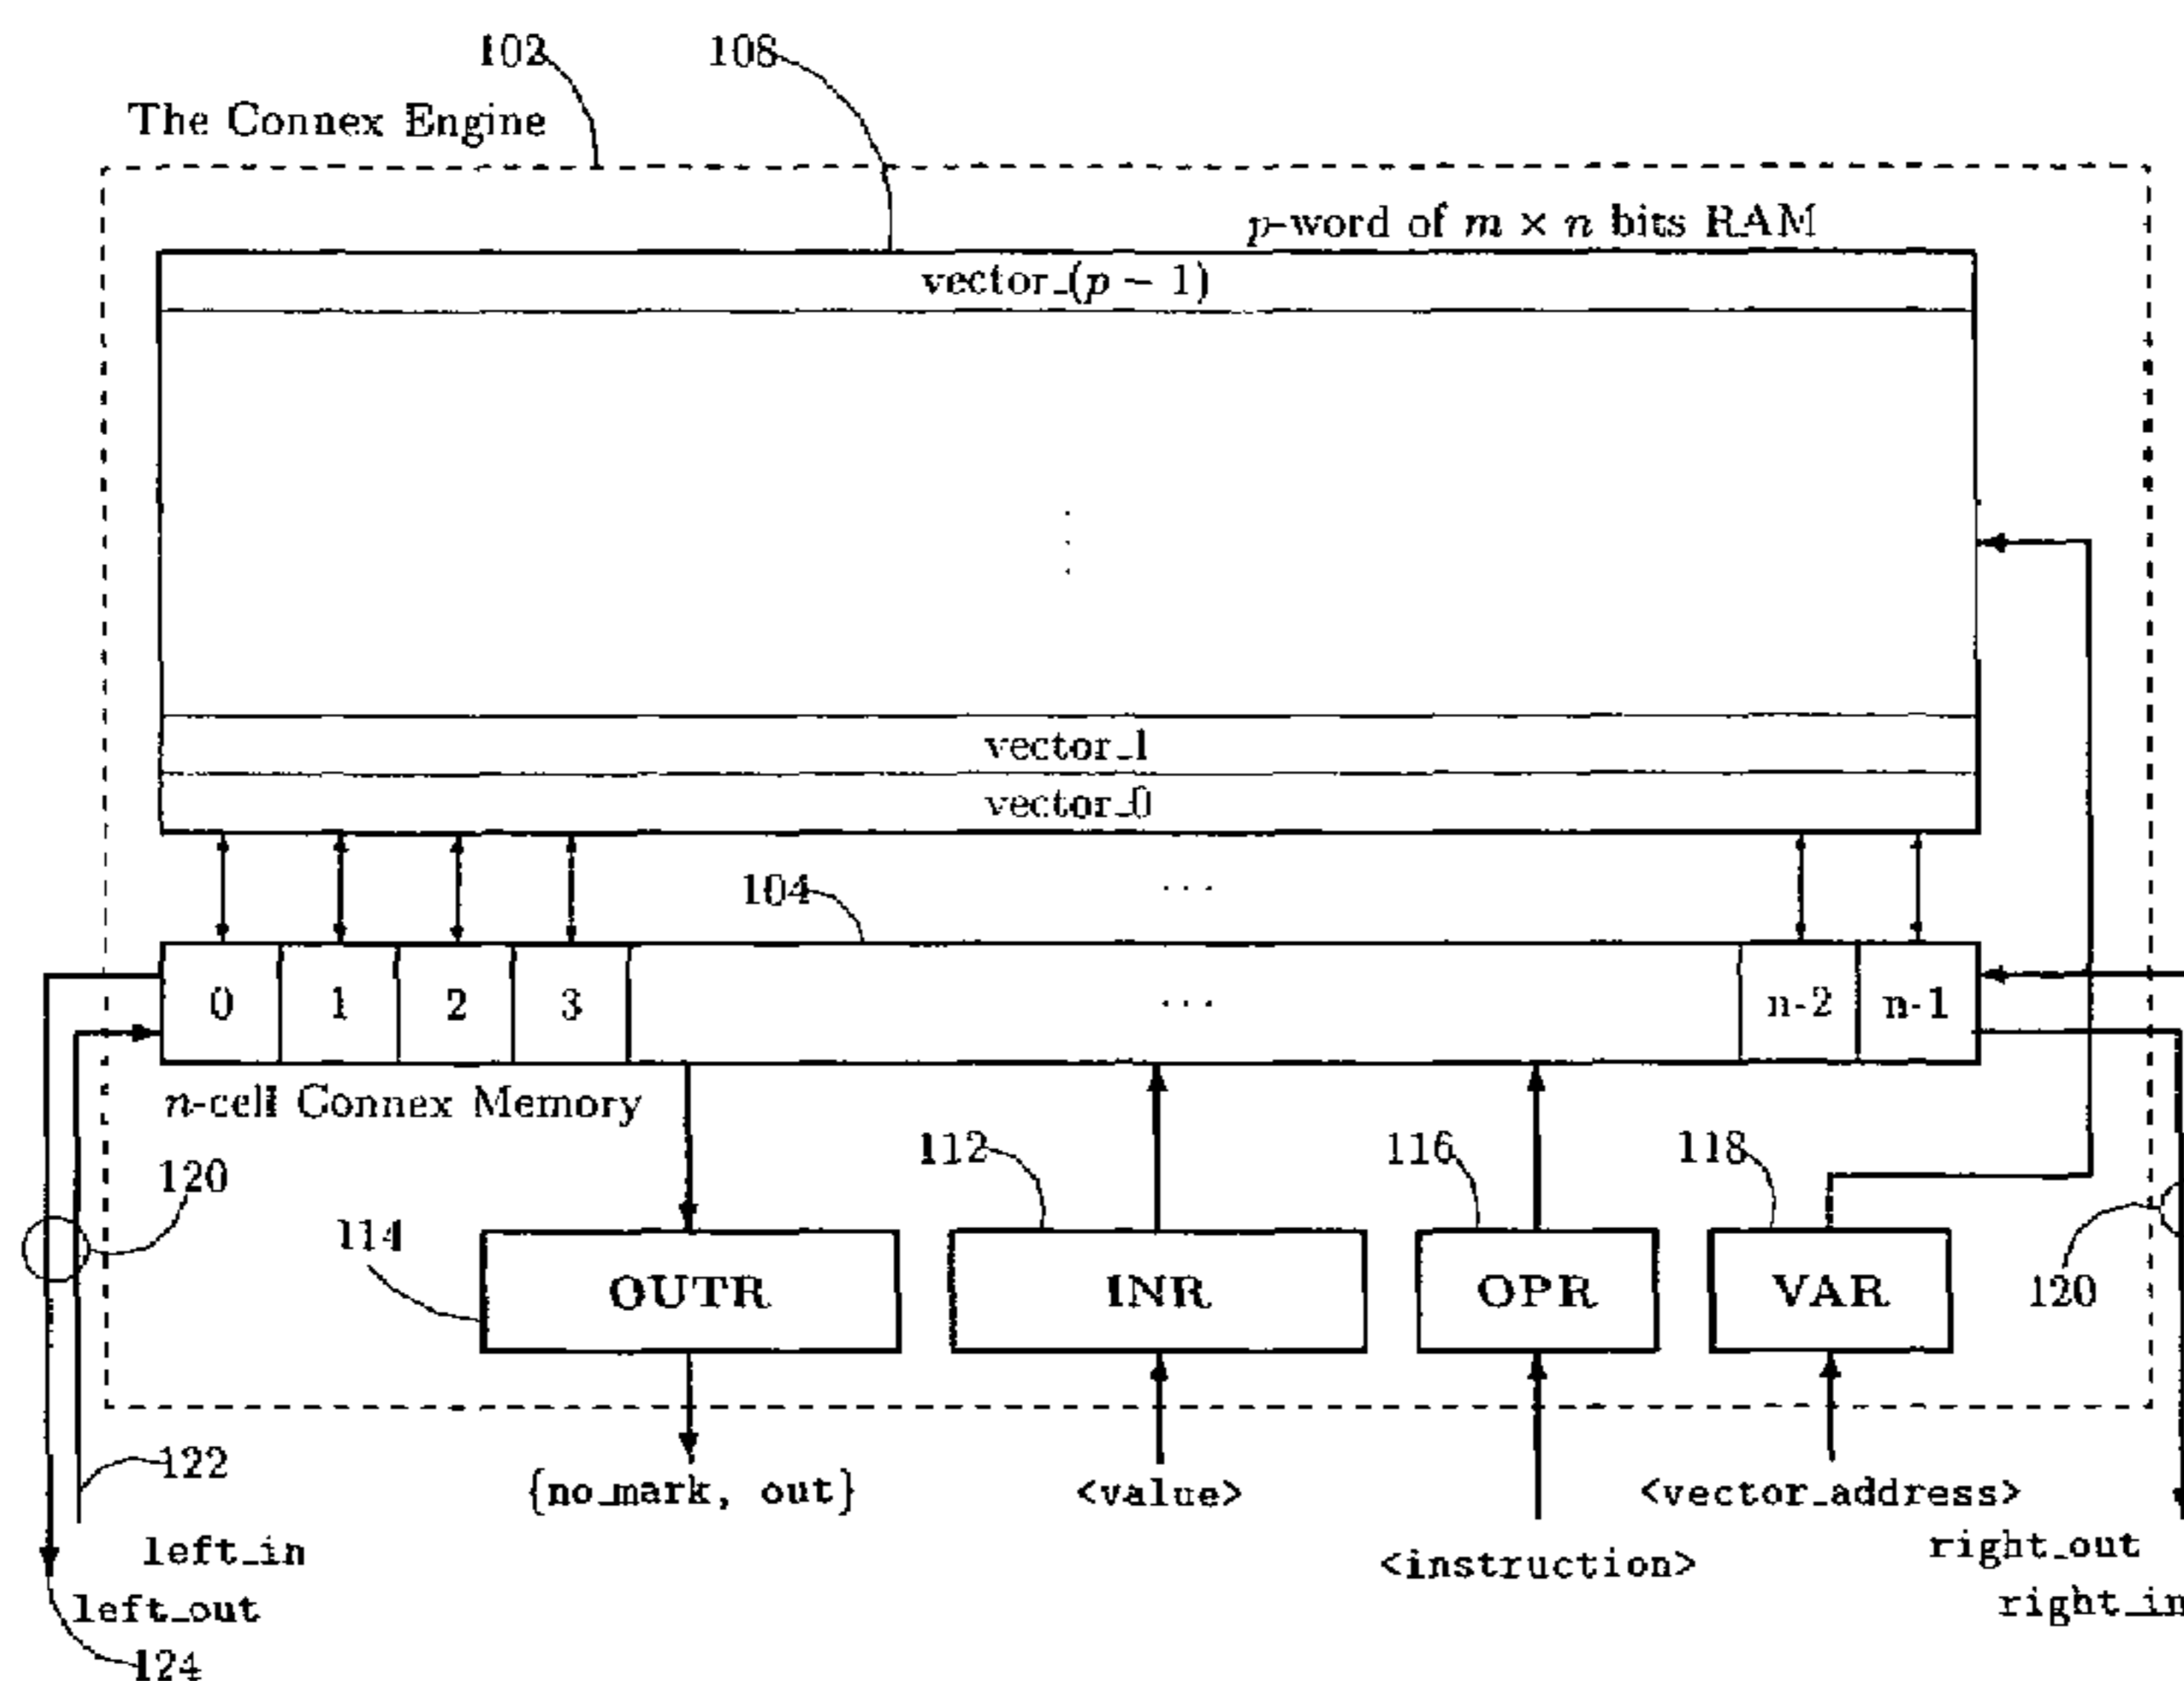 102 108
The Connex Engine
p-word of m × n bits RAM
vector_(p − 1)
⋮
vector_1
vector_0
104 ···
0 1 2 3 ··· n-2 n-1
n-cell Connex Memory
112 116 118
120
114
OUTR INR OPR VAR 120
122
{no_mark, out} <value> <vector_address>
left_in right_out
<instruction>
left_out right_in
124